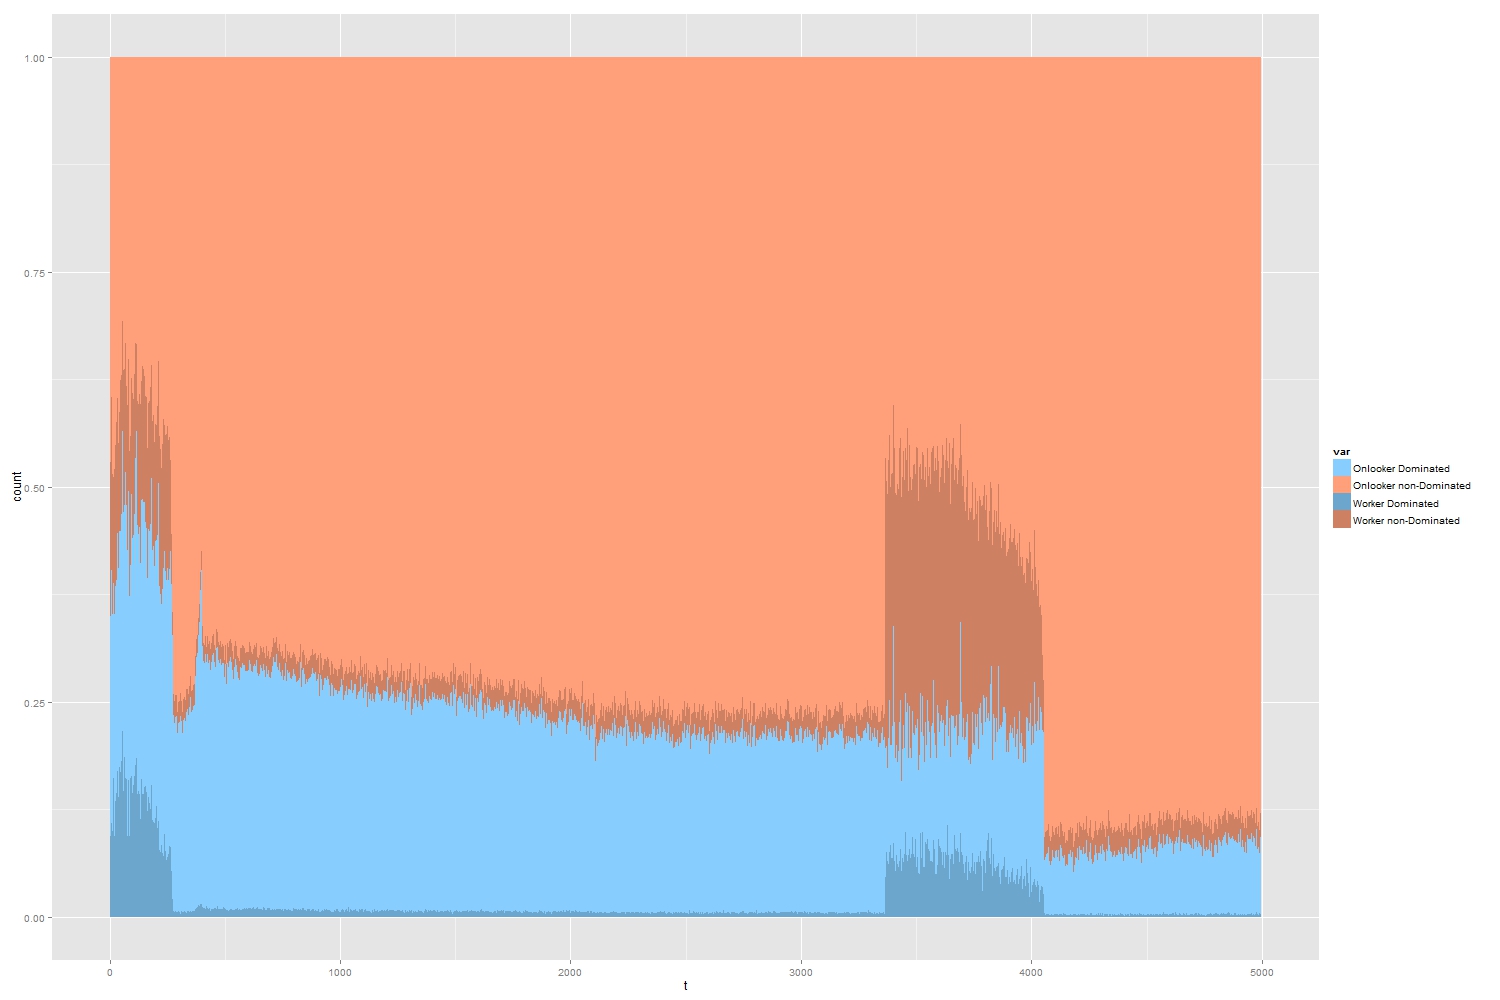 1.00
0.75
0.50
0.25
0.00
count
0
1000
2000
3000
4000
5000
t
var
Onlooker Dominated
Onlooker non-Dominated
Worker Dominated
Worker non-Dominated